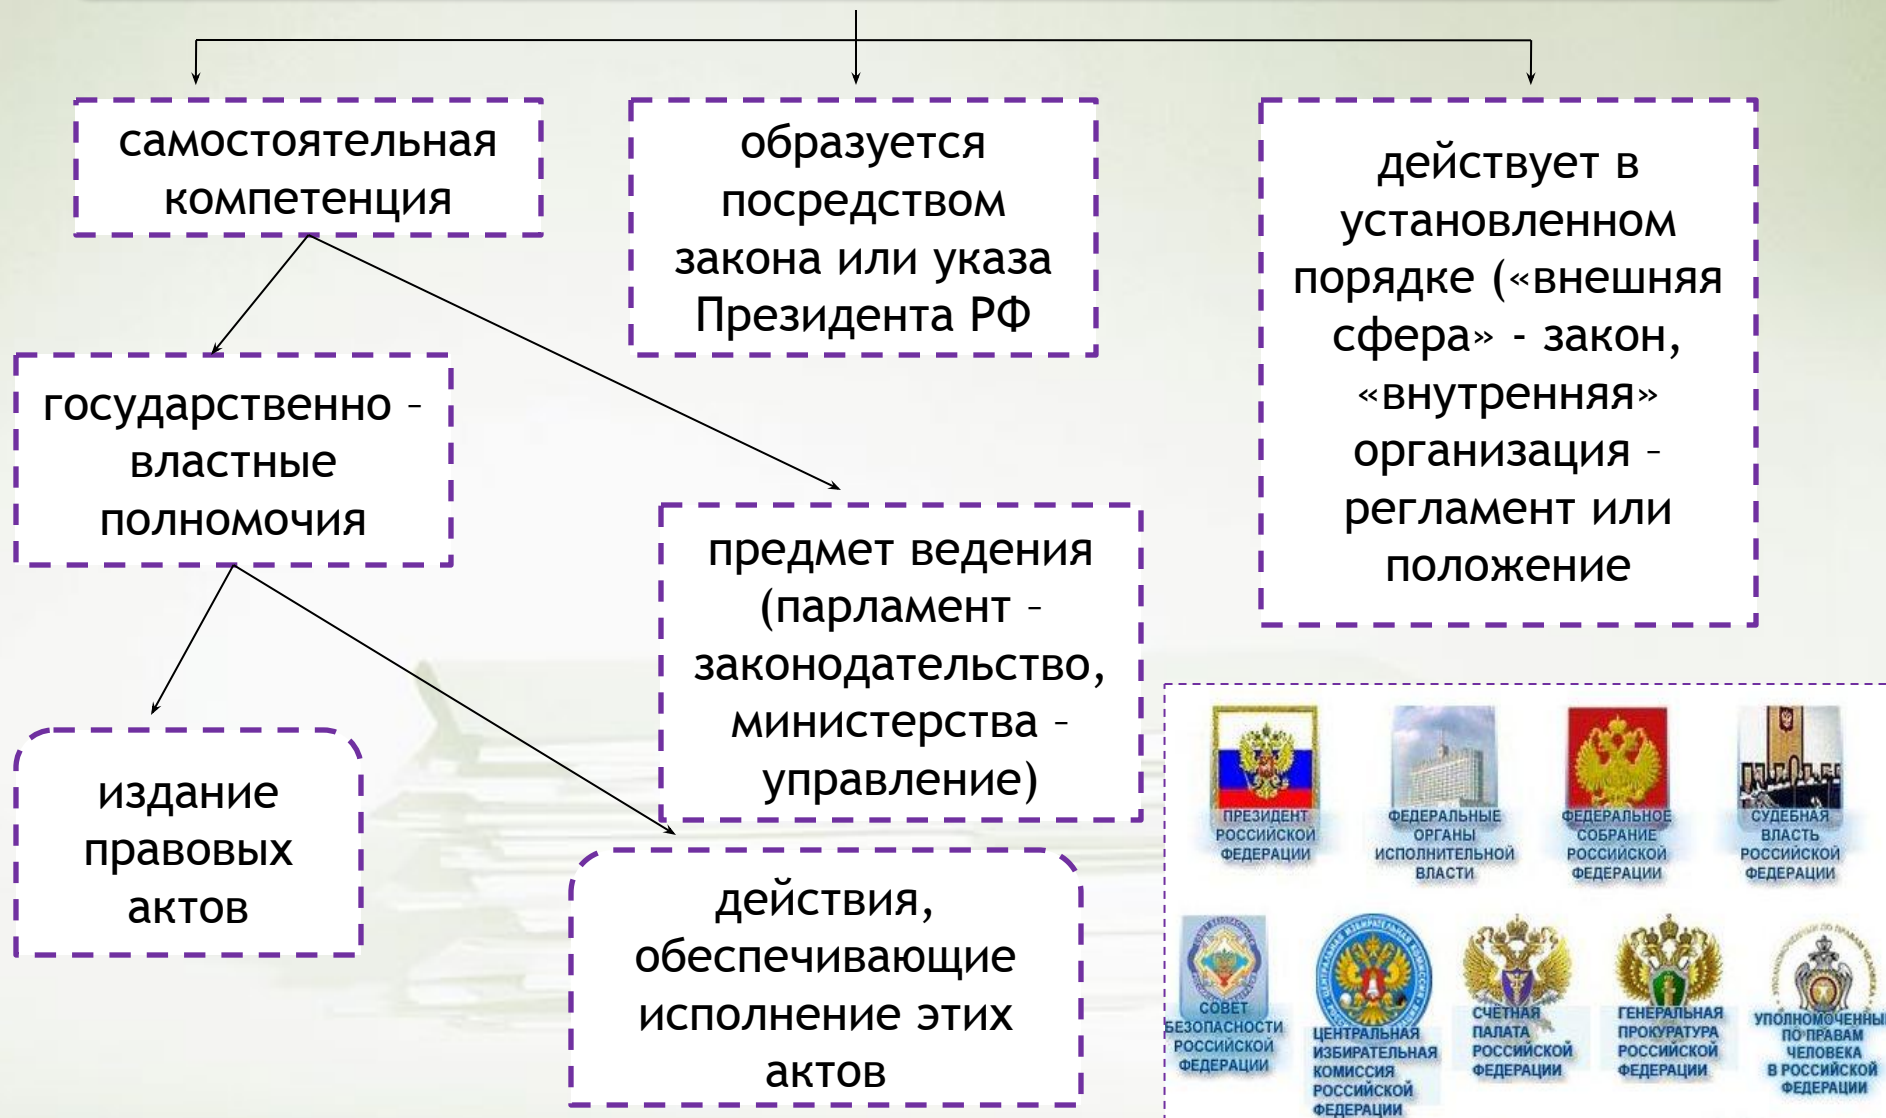 самостоятельная
компетенция
образуется
посредством
закона или указа
Президента РФ
действует в
установленном
порядке («внешняя
сфера» - закон,
«внутренняя»
организация –
регламент или
положение
государственно –
властные
полномочия
предмет ведения
(парламент –
законодательство,
министерства –
управление)
издание
правовых
актов
действия,
обеспечивающие
исполнение этих
актов
ПРЕЗИДЕНТ
РОССИЙСКОЙ
ФЕДЕРАЦИИ
ФЕДЕРАЛЬНЫЕ
ОРГАНЫ
ИСПОЛНИТЕЛЬНОЙ
ВЛАСТИ
ФЕДЕРАЛЬНОЕ
СОБРАНИЕ
РОССИЙСКОЙ
ФЕДЕРАЦИИ
СУДЕБНАЯ
ВЛАСТЬ
РОССИЙСКОЙ
ФЕДЕРАЦИИ
СОВЕТ
БЕЗОПАСНОСТИ
РОССИЙСКОЙ
ФЕДЕРАЦИИ
ЦЕНТРАЛЬНАЯ
ИЗБИРАТЕЛЬНАЯ
КОМИССИЯ
РОССИЙСКОЙ
ФЕДЕРАЦИИ
СЧЕТНАЯ
ПАЛАТА
РОССИЙСКОЙ
ФЕДЕРАЦИИ
ГЕНЕРАЛЬНАЯ
ПРОКУРАТУРА
РОССИЙСКОЙ
ФЕДЕРАЦИИ
УПОЛНОМОЧЕННЫ
ПО ПРАВАМ
ЧЕЛОВЕКА
В РОССИЙСКОЙ
ФЕДЕРАЦИИ